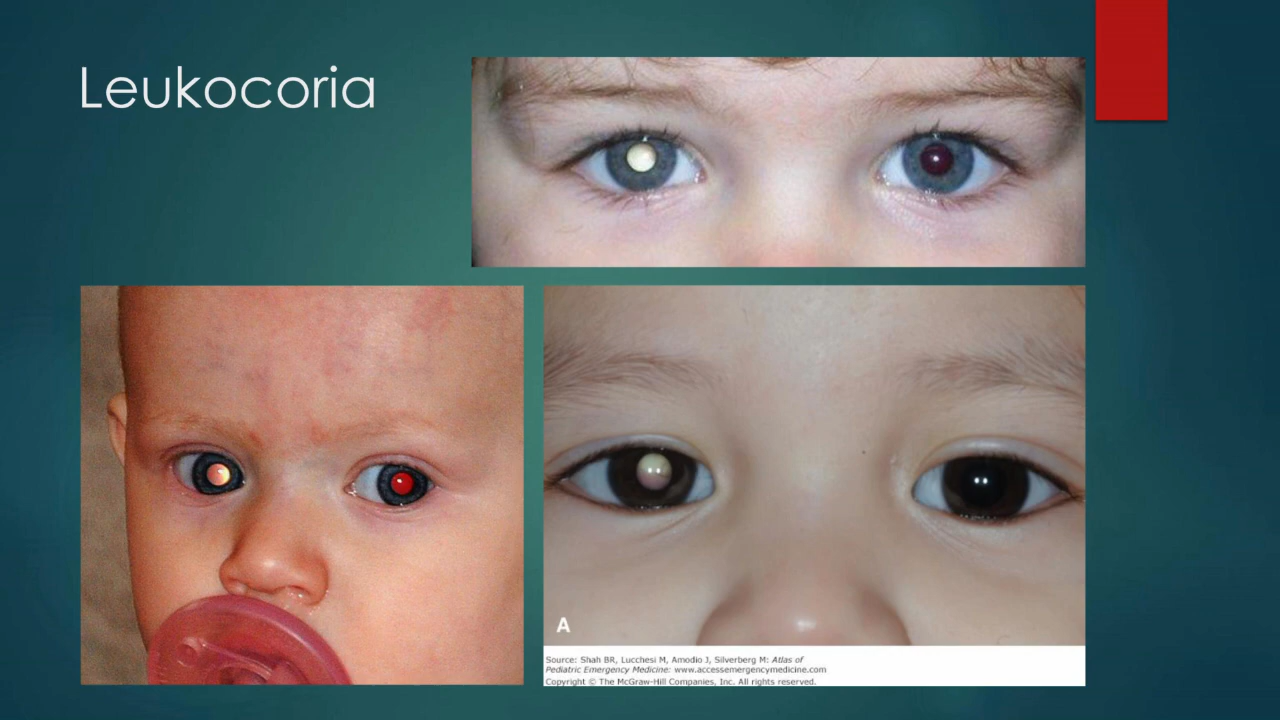 Leukocoria
A
Source: Shah BR, Lucchesi M, Amodio J, Silverberg M: Atlas of
Pediatric Emergency Medicine: www.accessemergencymedicine.com
Copyright © The McGraw-Hill Companies, Inc. All rights reserved.